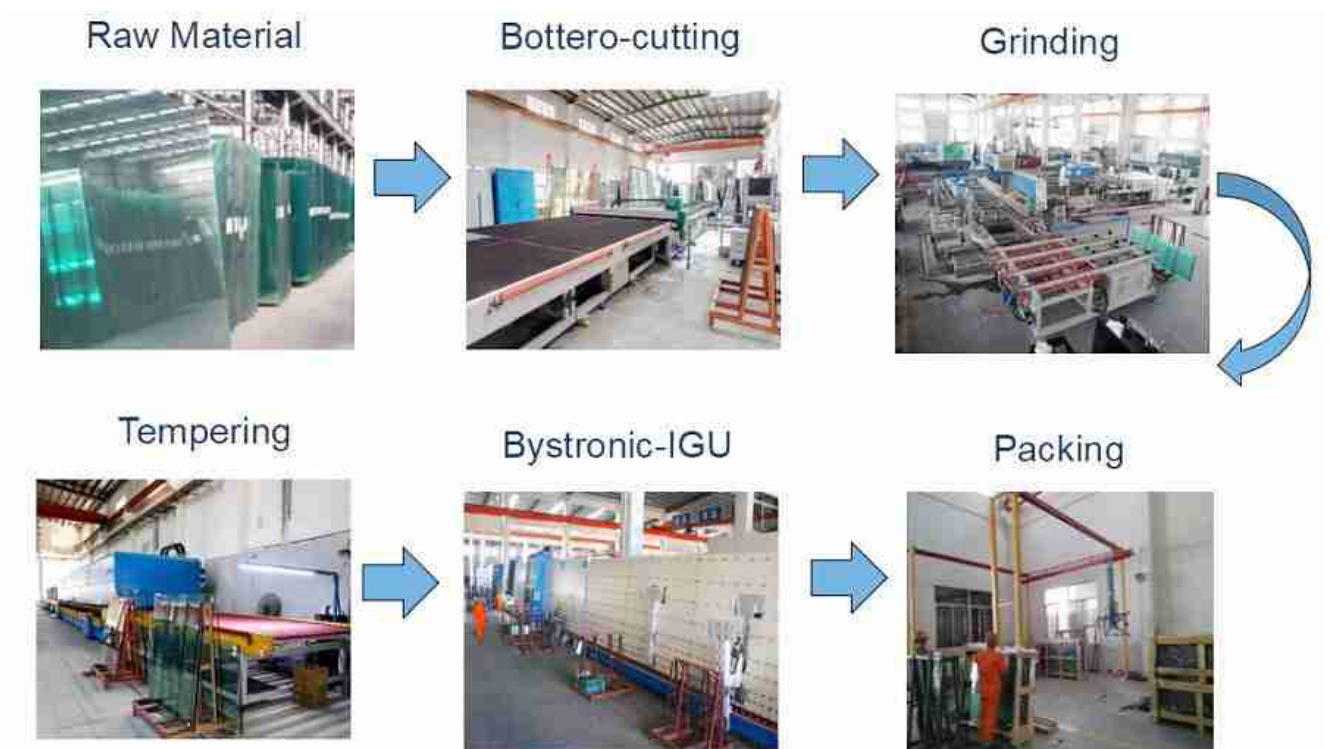 Raw Material
Bottero-cutting
Grinding
Tempering
Bystronic-IGU
Packing